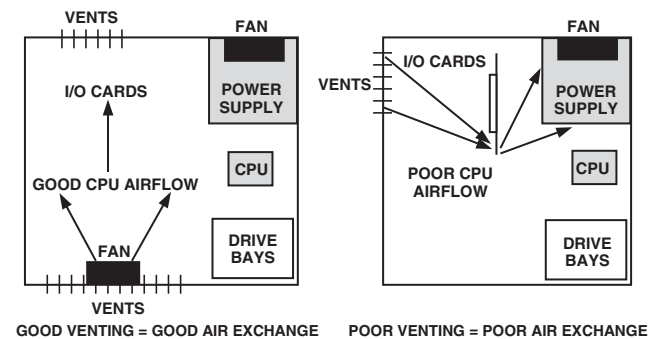 VENTS
FAN
I/O CARDS
POWER
SUPPLY
CPU
GOOD CPU AIRFLOW
FAN
DRIVE
BAYS
VENTS
GOOD VENTING = GOOD AIR EXCHANGE
FAN
I/O CARDS
VENTS
POWER
SUPPLY
POOR CPU
AIRFLOW
CPU
DRIVE
BAYS
POOR VENTING = POOR AIR EXCHANGE